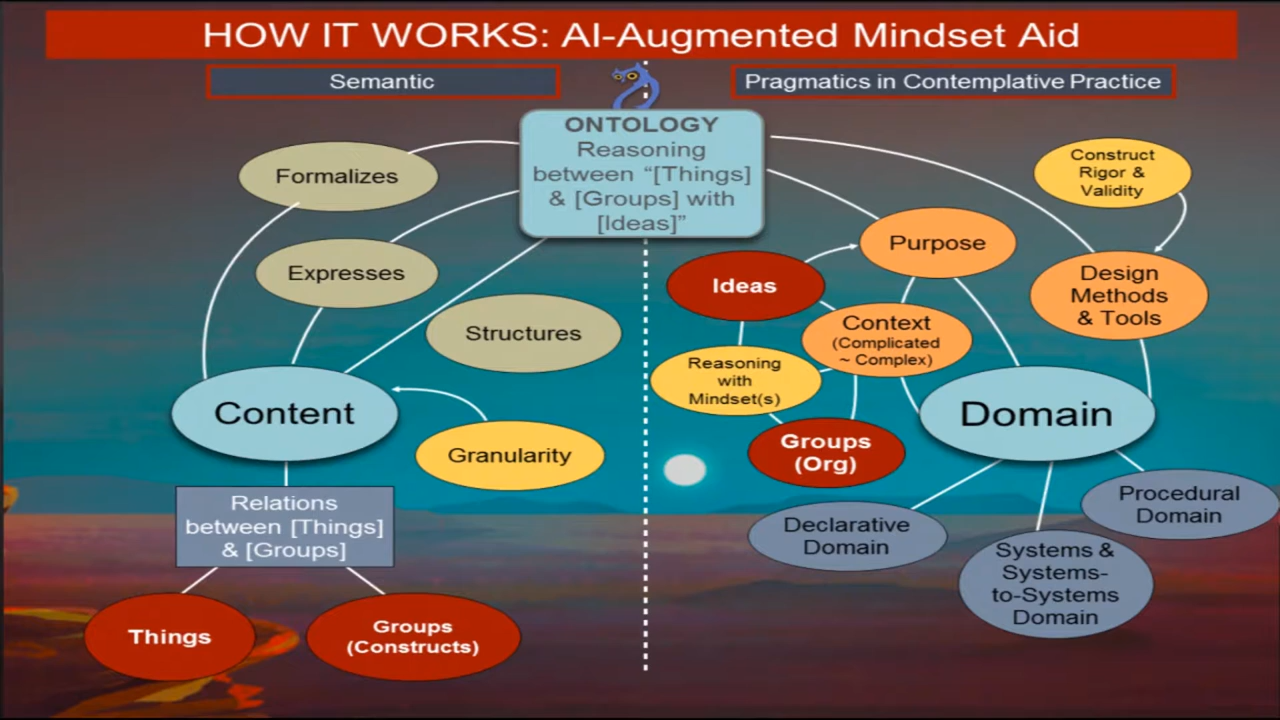 HOW IT WORKS: AI-Augmented Mindset Aid
Semantic
Pragmatics in Contemplative Practice
ONTOLOGY
Reasoning
between “[Things]
& [Groups] with
[Ideas]”
Formalizes
Expresses
Structures
Content
Granularity
Relations
between [Things]
& [Groups]
Things
Groups
(Constructs)
Construct
Rigor &
Validity
Purpose
Ideas
Design
Methods
& Tools
Context
(Complicated
~ Complex)
Reasoning
with
Mindset(s)
Groups
(Org)
Domain
Declarative
Domain
Systems &
Systems-
to-Systems
Domain
Procedural
Domain